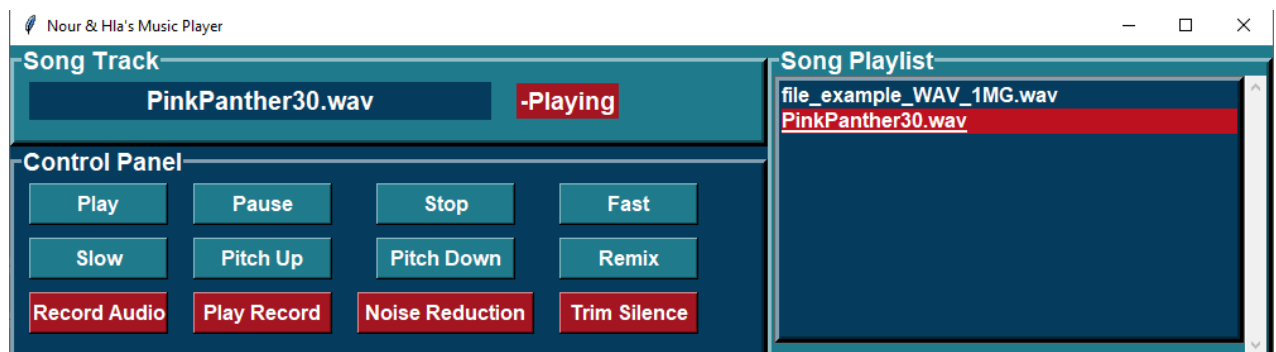 Nour & Hla's Music Player
Song Track
PinkPanther30.wav -Playing
Control Panel
Play Pause Stop Fast
Slow Pitch Up Pitch Down Remix
Record Audio Play Record Noise Reduction Trim Silence
Song Playlist
file_example_WAV_1MG.wav
PinkPanther30.wav